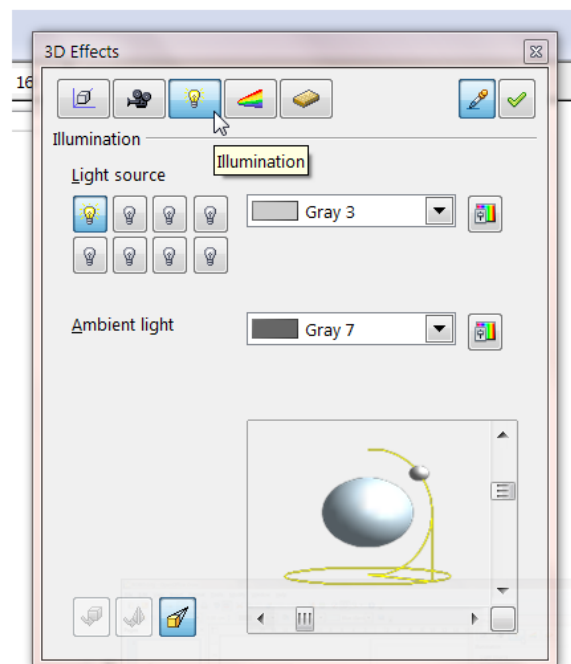 3D Effects
16
Illumination
Illumination
Light source
Gray 3
Ambient light
Gray 7